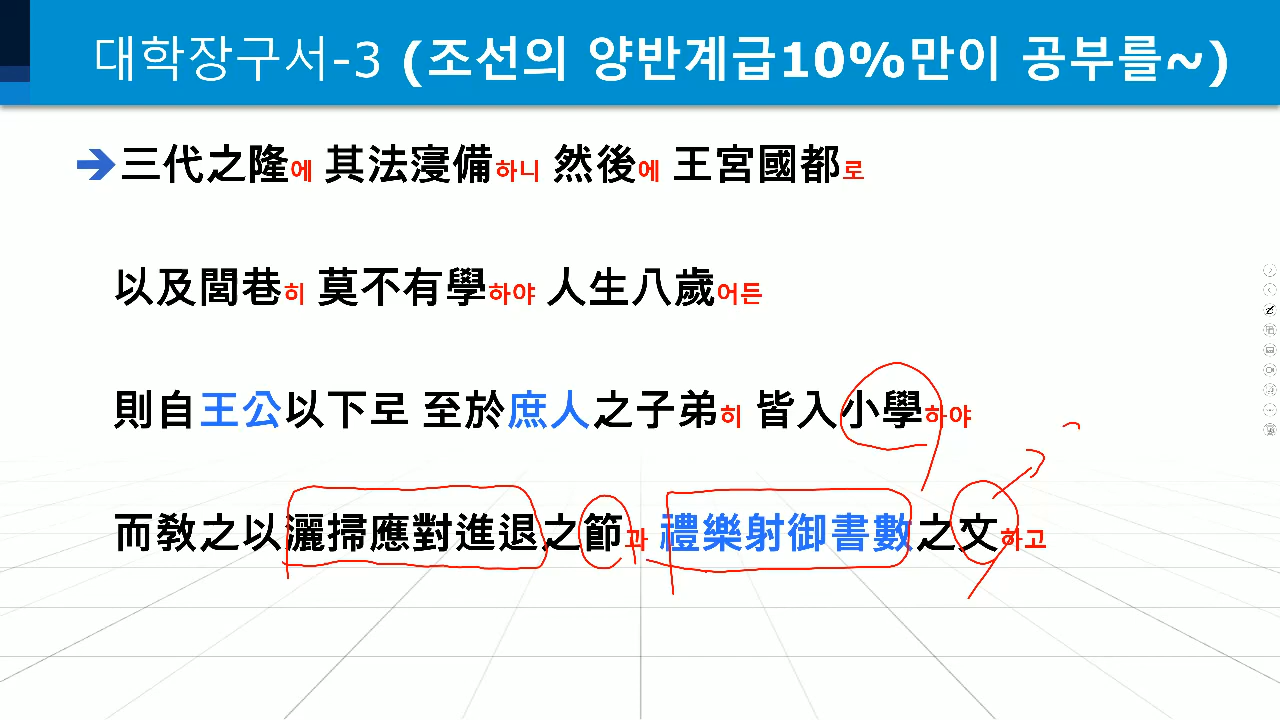 대학장구서-3 (조선의 양반계급10%만이 공부를~)
三代之隆에 其法寖備하니 然後에 王宮國都로
以及閭巷히 莫不有學하야 人生八歲어든
則自王公以下로 至於庶人之子弟히 皆入小學하야
而敎之以灑掃應對進退之節과 禮樂射御書數之文하고